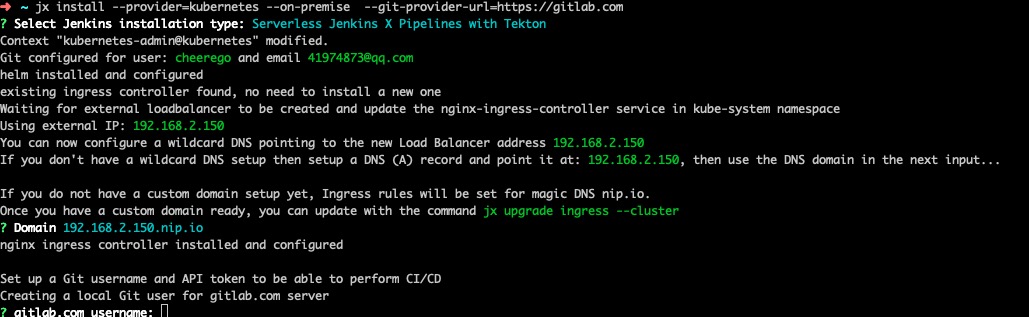 ➜ ~ jx install --provider=kubernetes --on-premise --git-provider-url=https://gitlab.com
? Select Jenkins installation type: Serverless Jenkins X Pipelines with Tekton
Context "kubernetes-admin@kubernetes" modified.
Git configured for user: cheerego and email 41974873@qq.com
helm installed and configured
existing ingress controller found, no need to install a new one
Waiting for external loadbalancer to be created and update the nginx-ingress-controller service in kube-system namespace
Using external IP: 192.168.2.150
You can now configure a wildcard DNS pointing to the new Load Balancer address 192.168.2.150
If you don't have a wildcard DNS setup then setup a DNS (A) record and point it at: 192.168.2.150, then use the DNS domain in the next input...
If you do not have a custom domain setup yet, Ingress rules will be set for magic DNS nip.io.
Once you have a custom domain ready, you can update with the command jx upgrade ingress --cluster
? Domain 192.168.2.150.nip.io
nginx ingress controller installed and configured
Set up a Git username and API token to be able to perform CI/CD
Creating a local Git user for gitlab.com server
? gitlab.com username: